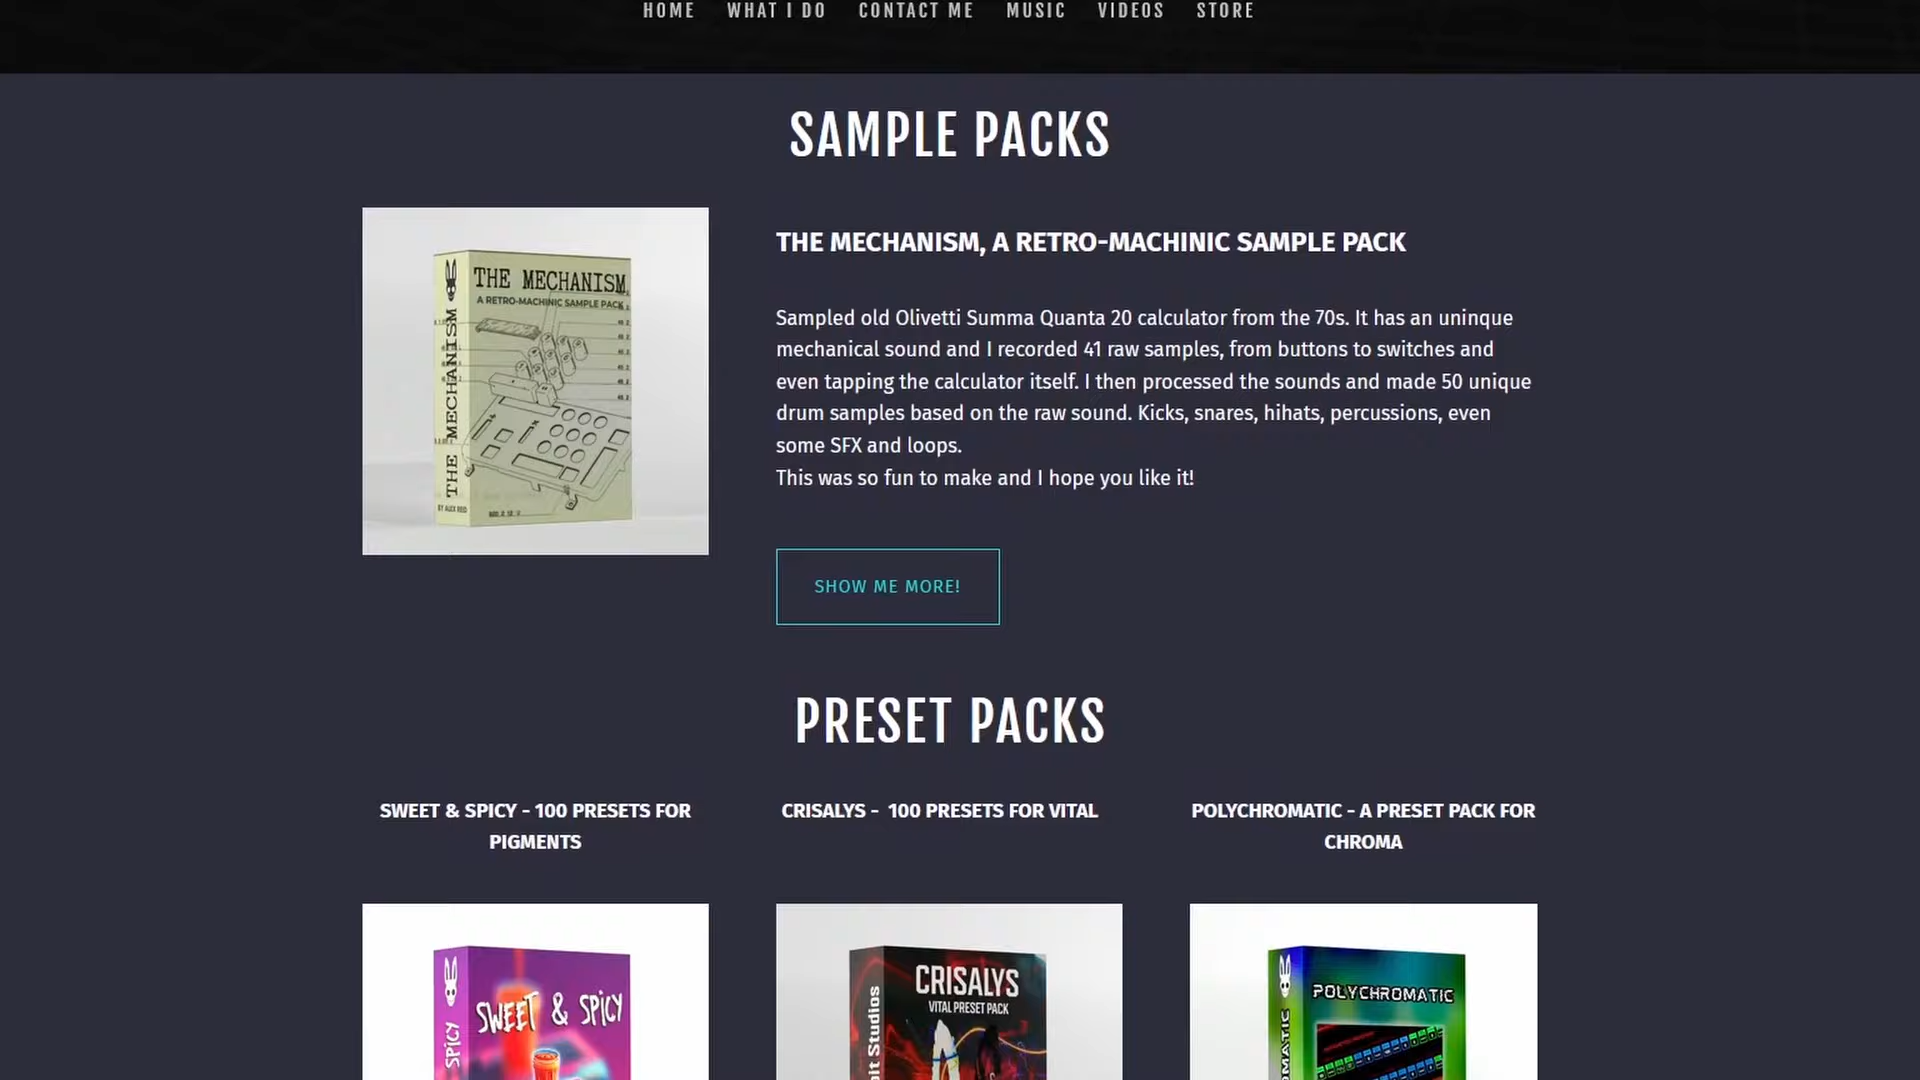 HOME WHAT I DO CONTACT ME MUSIC VIDEOS STORE
SAMPLE PACKS
THE MECHANISM
A RETRO-MACHINIC SAMPLE PACK
THE MECHANISM
BY ALEX REID
THE MECHANISM, A RETRO-MACHINIC SAMPLE PACK
Sampled old Olivetti Summa Quanta 20 calculator from the 70s. It has an uninque
mechanical sound and I recorded 41 raw samples, from buttons to switches and
even tapping the calculator itself. I then processed the sounds and made 50 unique
drum samples based on the raw sound. Kicks, snares, hihats, percussions, even
some SFX and loops.
This was so fun to make and I hope you like it!
SHOW ME MORE!
PRESET PACKS
SWEET & SPICY - 100 PRESETS FOR
PIGMENTS
CRISALYS - 100 PRESETS FOR VITAL
POLYCHROMATIC - A PRESET PACK FOR
CHROMA
SWEET & SPICY
SPICY
CRISALYS
VITAL PRESET PACK
bit Studios
POLYCHROMATIC
OMATIC